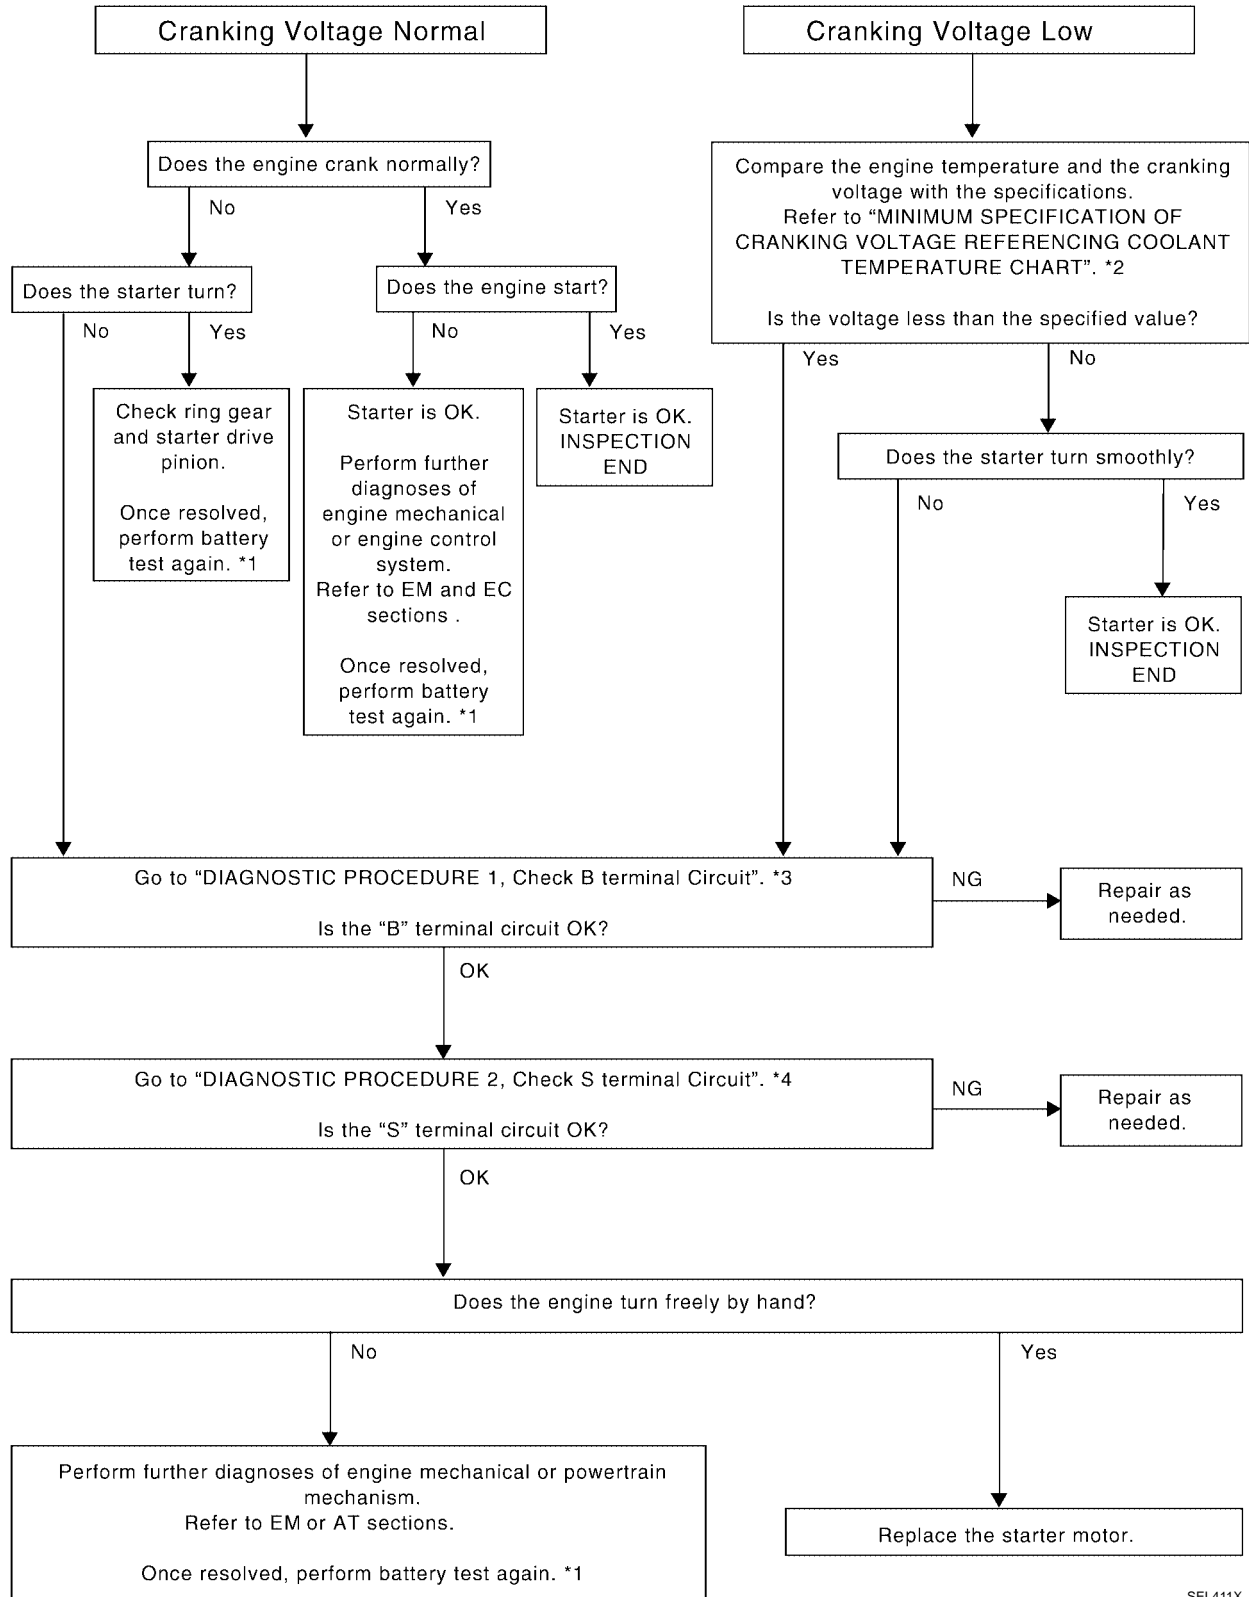 Cranking Voltage Normal
Cranking Voltage Low
Does the engine crank normally?
No
Yes
Does the starter turn?
Does the engine start?
No
Yes
No
Yes
Check ring gear
and starter drive
pinion.
Once resolved,
perform battery
test again. *1
Starter is OK.
Perform further
diagnoses of
engine mechanical
or engine control
system.
Refer to EM and EC
sections .
Once resolved,
perform battery
test again. *1
Starter is OK.
INSPECTION
END
Compare the engine temperature and the cranking
voltage with the specifications.
Refer to “MINIMUM SPECIFICATION OF
CRANKING VOLTAGE REFERENCING COOLANT
TEMPERATURE CHART”. *2
Is the voltage less than the specified value?
Yes
No
Does the starter turn smoothly?
No
Yes
Starter is OK.
INSPECTION
END
Go to “DIAGNOSTIC PROCEDURE 1, Check B terminal Circuit”. *3
Is the “B” terminal circuit OK?
NG
Repair as
needed.
OK
Go to “DIAGNOSTIC PROCEDURE 2, Check S terminal Circuit”. *4
Is the “S” terminal circuit OK?
NG
Repair as
needed.
OK
Does the engine turn freely by hand?
No
Yes
Perform further diagnoses of engine mechanical or powertrain
mechanism.
Refer to EM or AT sections.
Once resolved, perform battery test again. *1
Replace the starter motor.
SEL411X